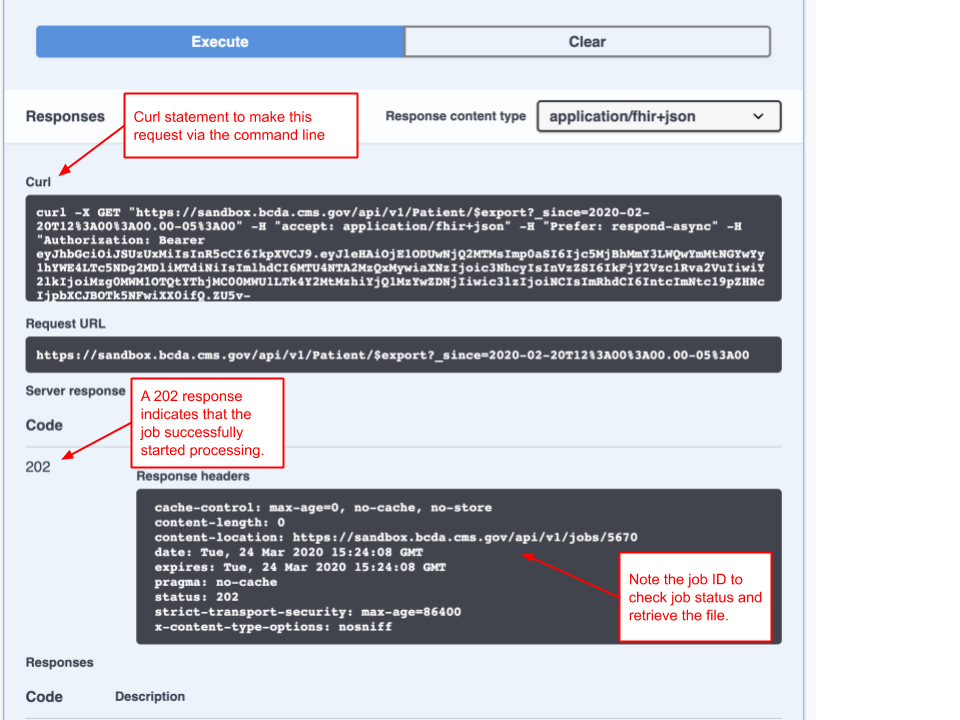 Execute
Clear
Responses
Curl statement to make this
request via the command line
Response content type
application/fhir+json
Curl
curl -X GET "https://sandbox.bcda.cms.gov/api/v1/Patient/$export?_since=2020-02-
20T12%3A00%3A00.00-05%3A00" -H "accept: application/fhir+json" -H "Prefer: respond-async" -H
"Authorization: Bearer
Request URL
https://sandbox.bcda.cms.gov/api/v1/Patient/$export?_since=2020-02-20T12%3A00%3A00.00-05%3A00
Server response
A 202 response
indicates that the
job successfully
started processing.
Code
202
Response headers
cache-control: max-age=0, no-cache, no-store
content-length: 0
content-location: https://sandbox.bcda.cms.gov/api/v1/jobs/5670
date: Tue, 24 Mar 2020 15:24:08 GMT
expires: Tue, 24 Mar 2020 15:24:08 GMT
pragma: no-cache
status: 202
strict-transport-security: max-age=86400
x-content-type-options: nosniff
Note the job ID to
check job status and
retrieve the file.
Responses
Code
Description